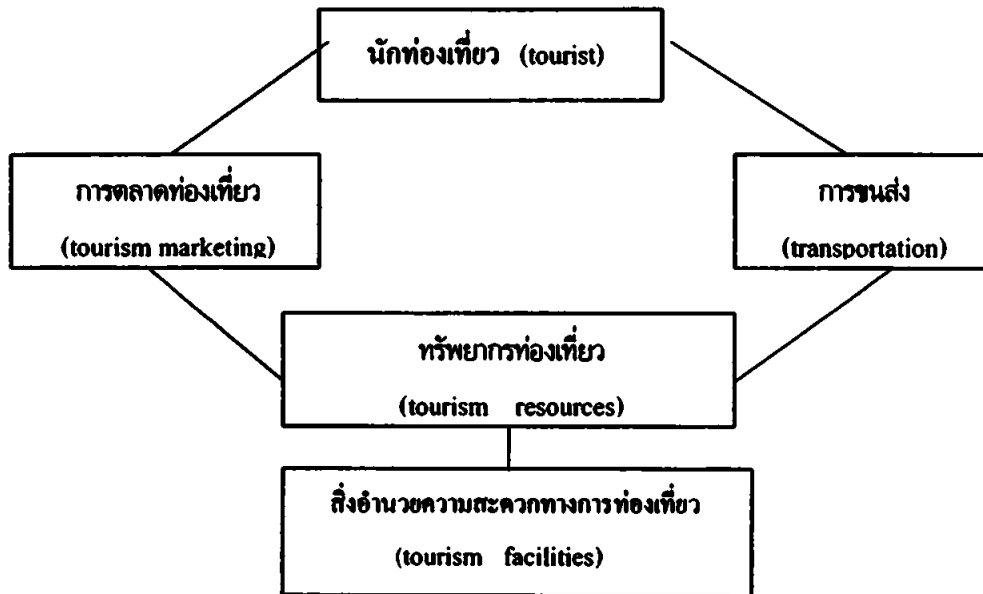 นักท่องเที่ยว (tourist)
การตลาดท่องเที่ยว
(tourism marketing)
การขนส่ง
(transportation)
ทรัพยากรท่องเที่ยว
(tourism resources)
สิ่งอำนวยความสะดวกทางการท่องเที่ยว
(tourism facilities)